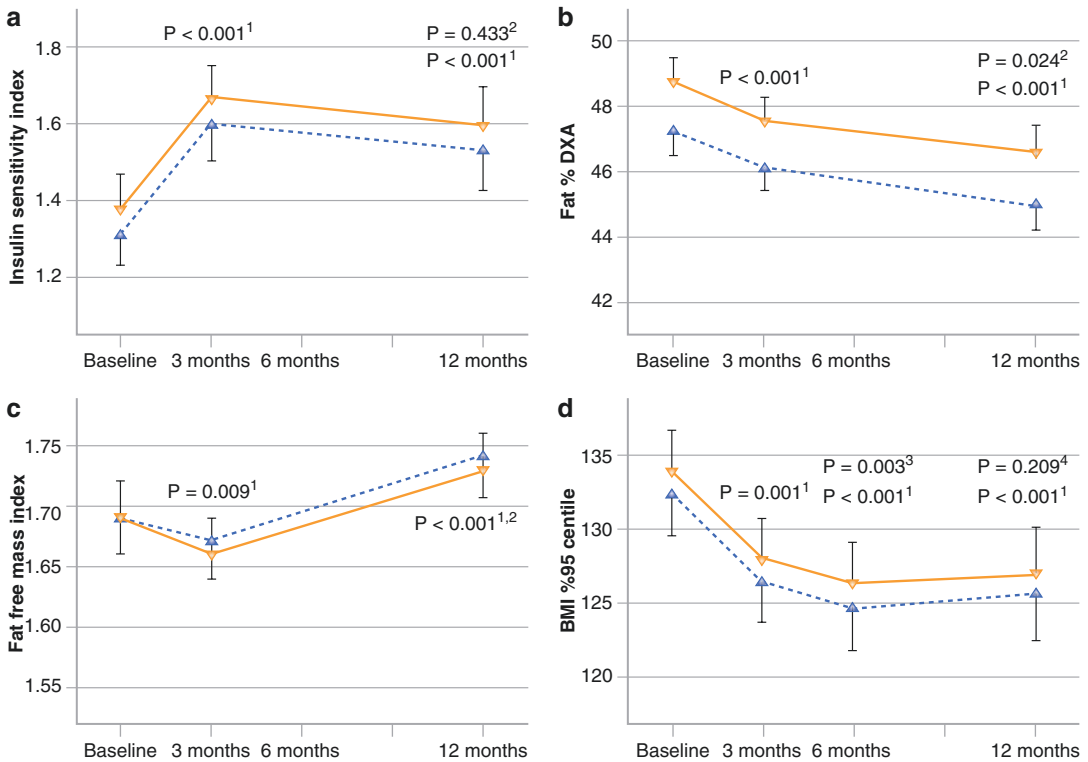 a
Insulin sensitivity index
1.8
1.6
1.4
1.2
P < 0.001¹
P = 0.433²
P < 0.001¹
Baseline 3 months 6 months 12 months
b
Fat % DXA
50
48
46
44
42
P < 0.001¹
P = 0.024²
P < 0.001¹
Baseline 3 months 6 months 12 months
c
Fat free mass index
1.75
1.70
1.65
1.60
1.55
P = 0.009¹
P < 0.001¹,²
Baseline 3 months 6 months 12 months
d
BMI %95 centile
135
130
125
120
P = 0.001¹
P = 0.003³
P < 0.001¹
P = 0.209⁴
P < 0.001¹
Baseline 3 months 6 months 12 months